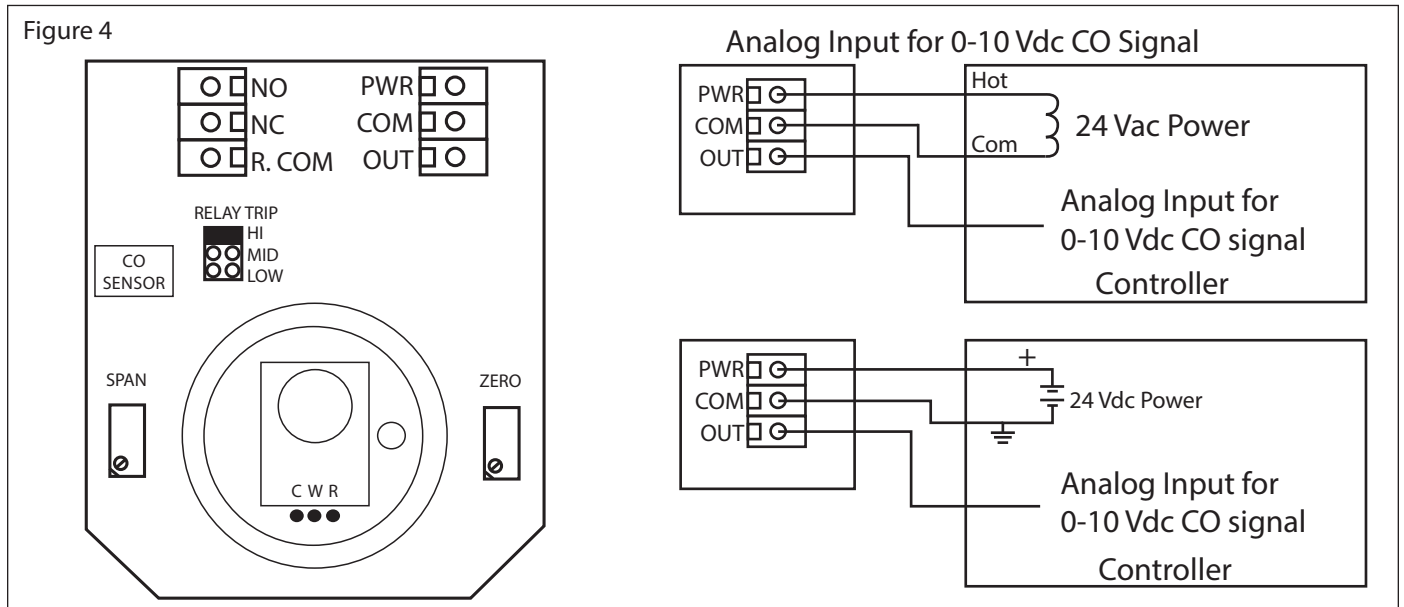 Figure 4
NO
NC
R. COM
PWR
COM
OUT
RELAY TRIP
HI
MID
LOW
CO
SENSOR
SPAN
ZERO
C W R
Analog Input for 0-10 Vdc CO Signal
PWR
COM
OUT
Hot
Com
24 Vac Power
Analog Input for
0-10 Vdc CO signal
Controller
PWR
COM
OUT
+
24 Vdc Power
Analog Input for
0-10 Vdc CO signal
Controller